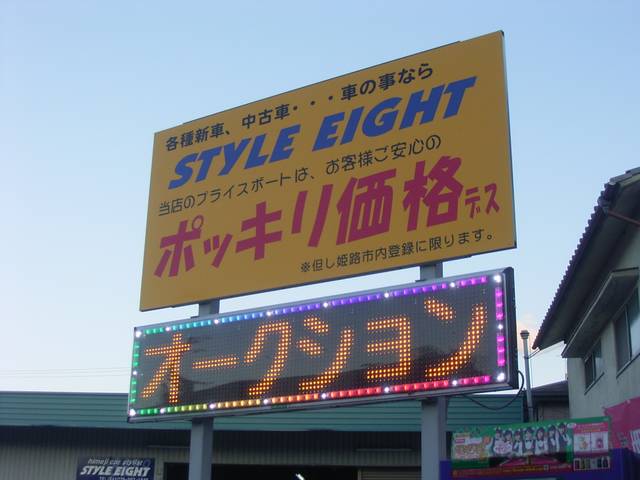 各種新車、中古車・・・車の事なら
STYLE EIGHT
当店のプライスボートは、お客様ご安心の
ポッキリ価格デス
※但し姫路市内登録に限ります。
オークション
himeji car stylist
STYLE EIGHT